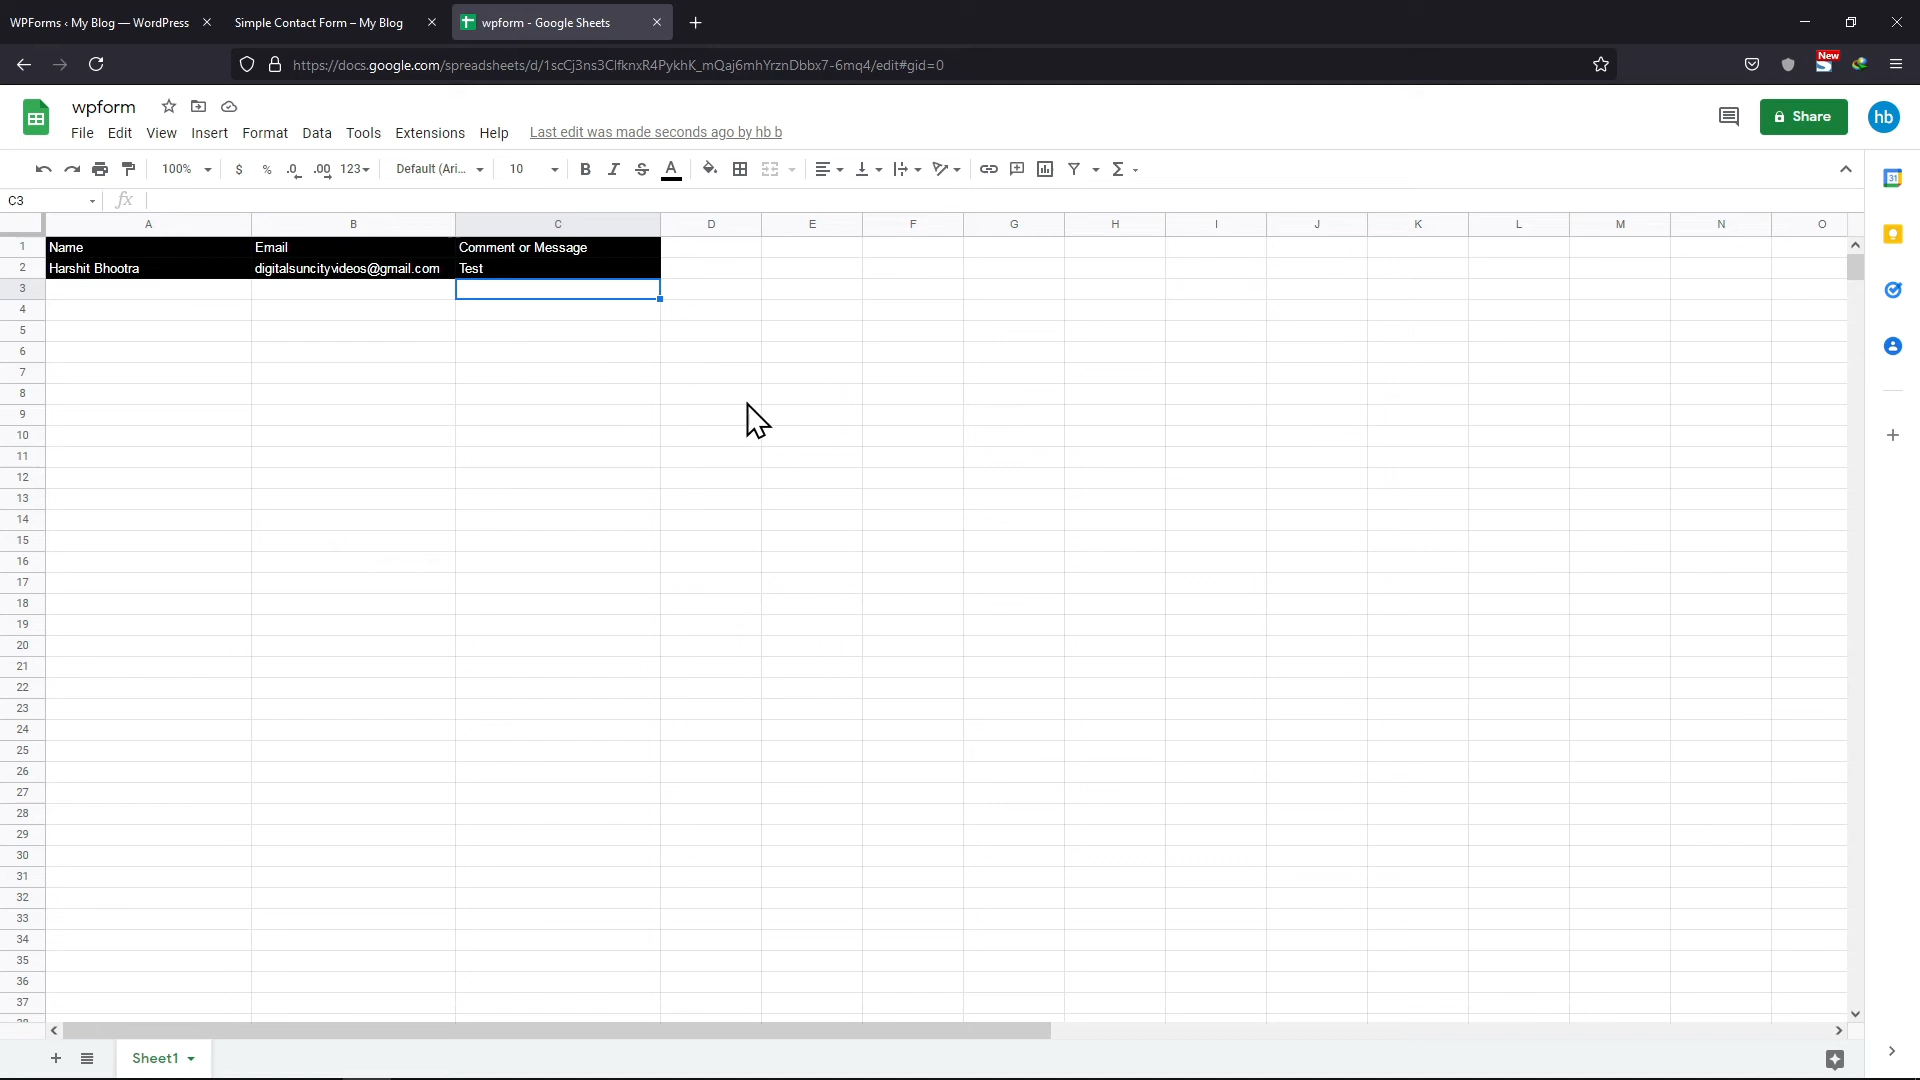 WPForms ‹ My Blog — WordPress
Simple Contact Form – My Blog
wpform - Google Sheets
https://docs.google.com/spreadsheets/d/1scCj3ns3ClfknxR4PykhK_mQaj6mhYrznDbbx7-6mq4/edit#gid=0
New
wpform
File Edit View Insert Format Data Tools Extensions Help Last edit was made seconds ago by hb b
Share
hb
100% $ % .0 .00 123 Default (Ari... 10 B I S A Σ
31
C3 fx
A B C D E F G H I J K L M N O
1 Name Email Comment or Message
2 Harshit Bhootra digitalsuncityvideos@gmail.com Test
3
4
5
6
7
8
9
10
11
12
13
14
15
16
17
18
19
20
21
22
23
24
25
26
27
28
29
30
31
32
33
34
35
36
37
Sheet1